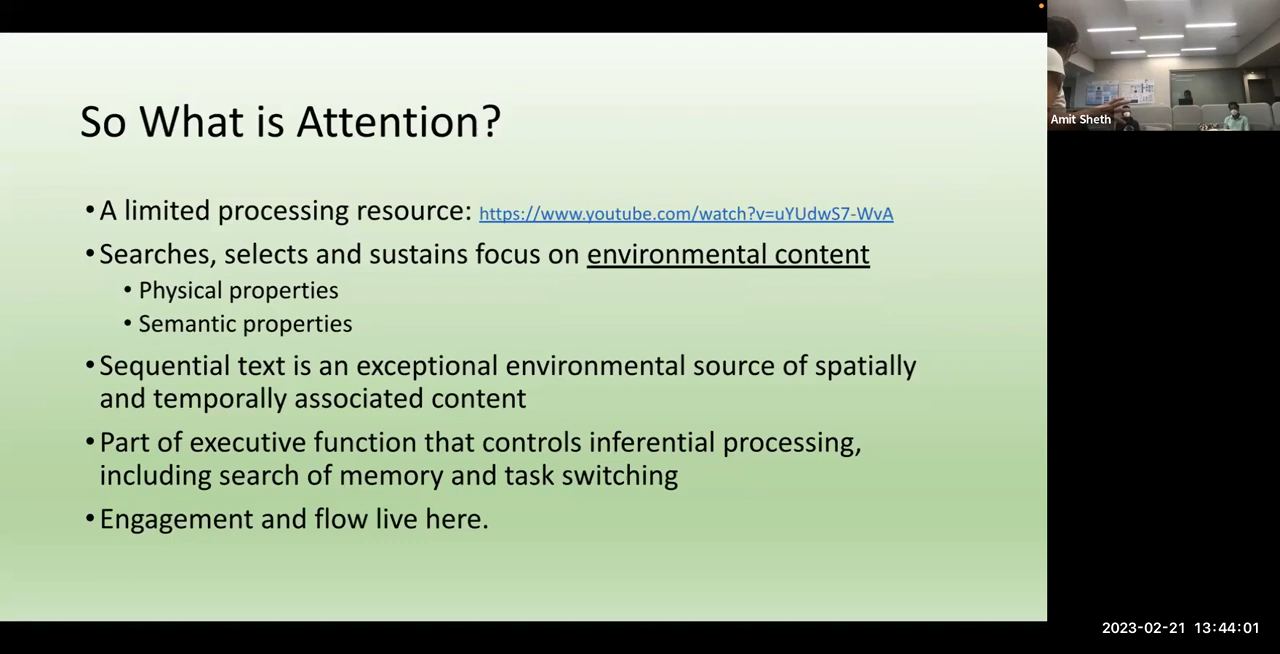 So What is Attention?
•A limited processing resource: https://www.youtube.com/watch?v=uYUdwS7-WvA
•Searches, selects and sustains focus on environmental content
• Physical properties
• Semantic properties
•Sequential text is an exceptional environmental source of spatially
and temporally associated content
•Part of executive function that controls inferential processing,
including search of memory and task switching
•Engagement and flow live here.
Amit Sheth
2023-02-21 13:44:01